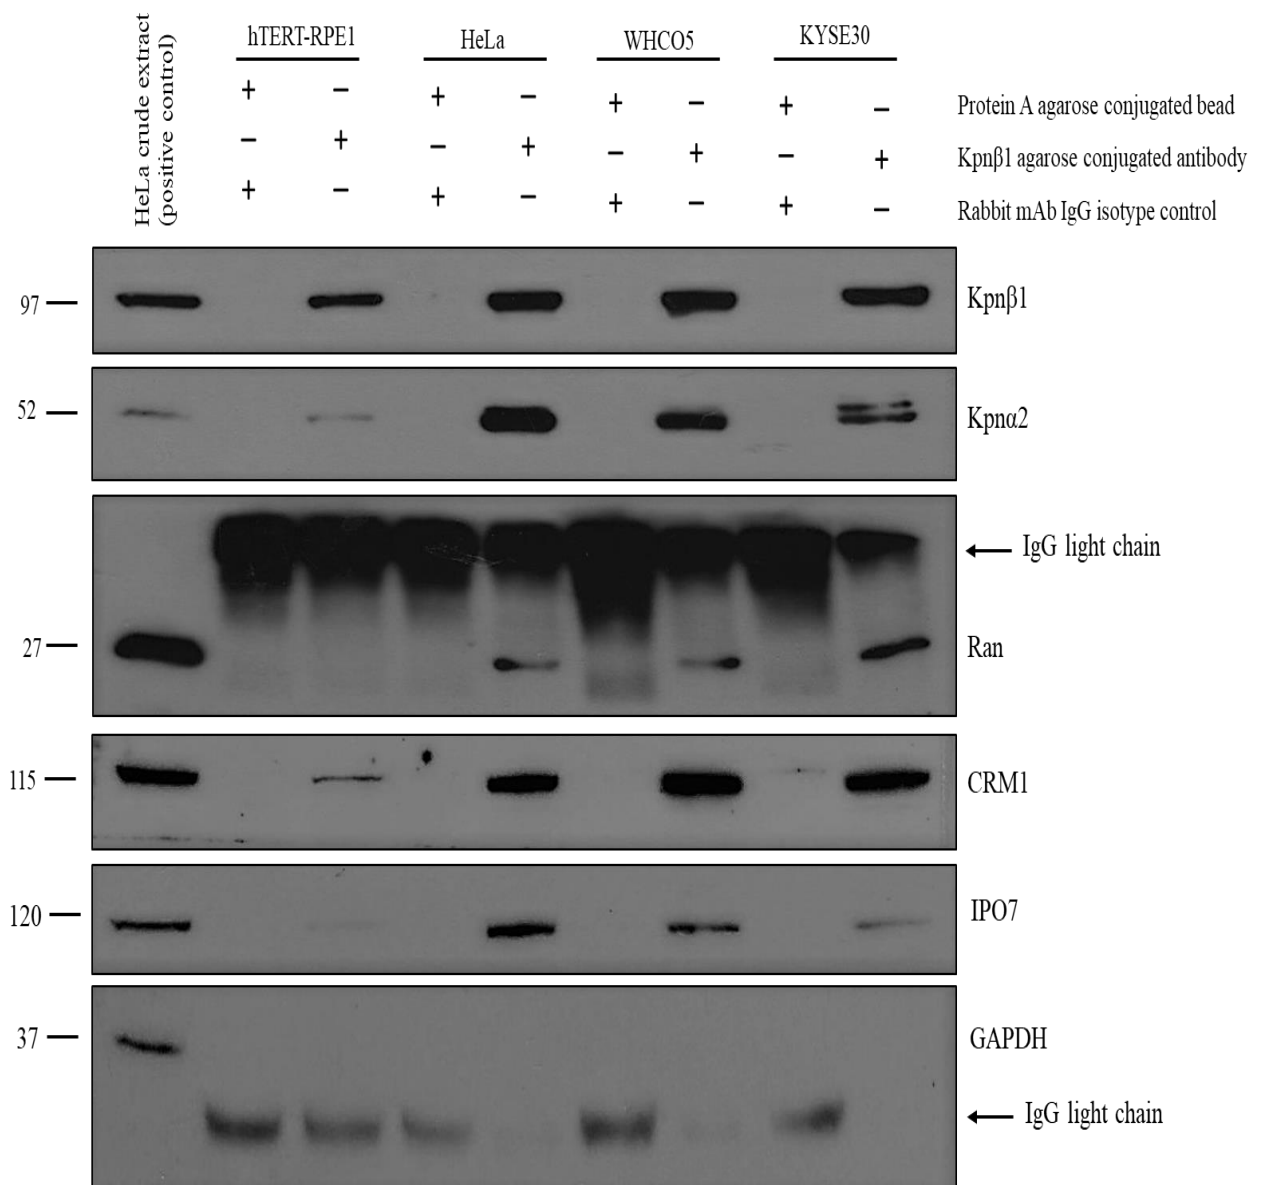 HeLa crude extract
(positive control)
hTERT-RPE1 HeLa WHCO5 KYSE30
+ − + − + − + − Protein A agarose conjugated bead
− + − + − + − + Kpnβ1 agarose conjugated antibody
+ − + − + − + − Rabbit mAb IgG isotype control
97 Kpnβ1
52 Kpnα2
IgG light chain
27 Ran
115 CRM1
120 IPO7
37 GAPDH
IgG light chain